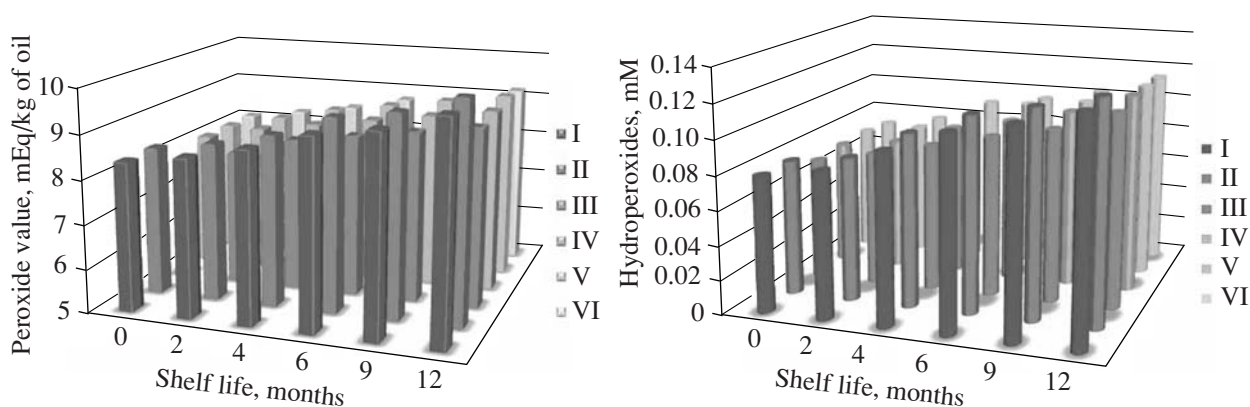 Peroxide value, mEq/kg of oil
10
9
8
7
6
5
0
2
4
6
9
12
Shelf life, months
I
II
III
IV
V
VI
Hydroperoxides, mM
0.14
0.12
0.10
0.08
0.06
0.04
0.02
0
0
2
4
6
9
12
Shelf life, months
I
II
III
IV
V
VI